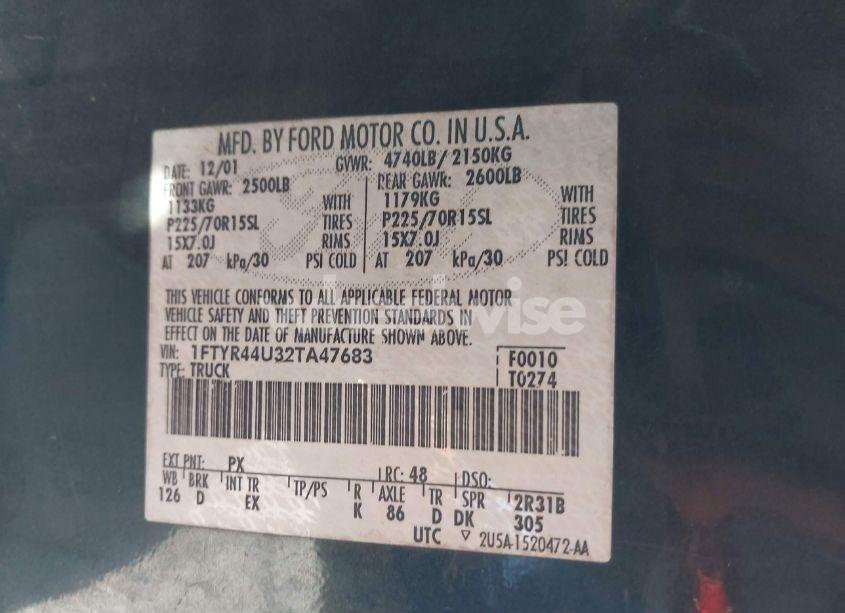 MFD. BY FORD MOTOR CO. IN U.S.A.
DATE: 12/01 GVWR: 4740LB/ 2150KG
FRONT GAWR: 2500LB REAR GAWR: 2600LB
1133KG WITH 1179KG WITH
P225/70R15SL TIRES P225/70R15SL TIRES
15X7.0J RIMS 15X7.0J RIMS
AT 207 kPa/30 PSI COLD AT 207 kPa/30 PSI COLD
THIS VEHICLE CONFORMS TO ALL APPLICABLE FEDERAL MOTOR
VEHICLE SAFETY AND THEFT PREVENTION STANDARDS IN
EFFECT ON THE DATE OF MANUFACTURE SHOWN ABOVE.
VIN: 1FTYR44U32TA47683 F0010
TYPE: TRUCK T0274
EXT PNT: PX RC: 48 DSO:
WB BRK INT TR TP/PS R AXLE TR SPR 2R31B
126 D EX K 86 D DK 305
UTC ▽ 2U5A-1520472-AA